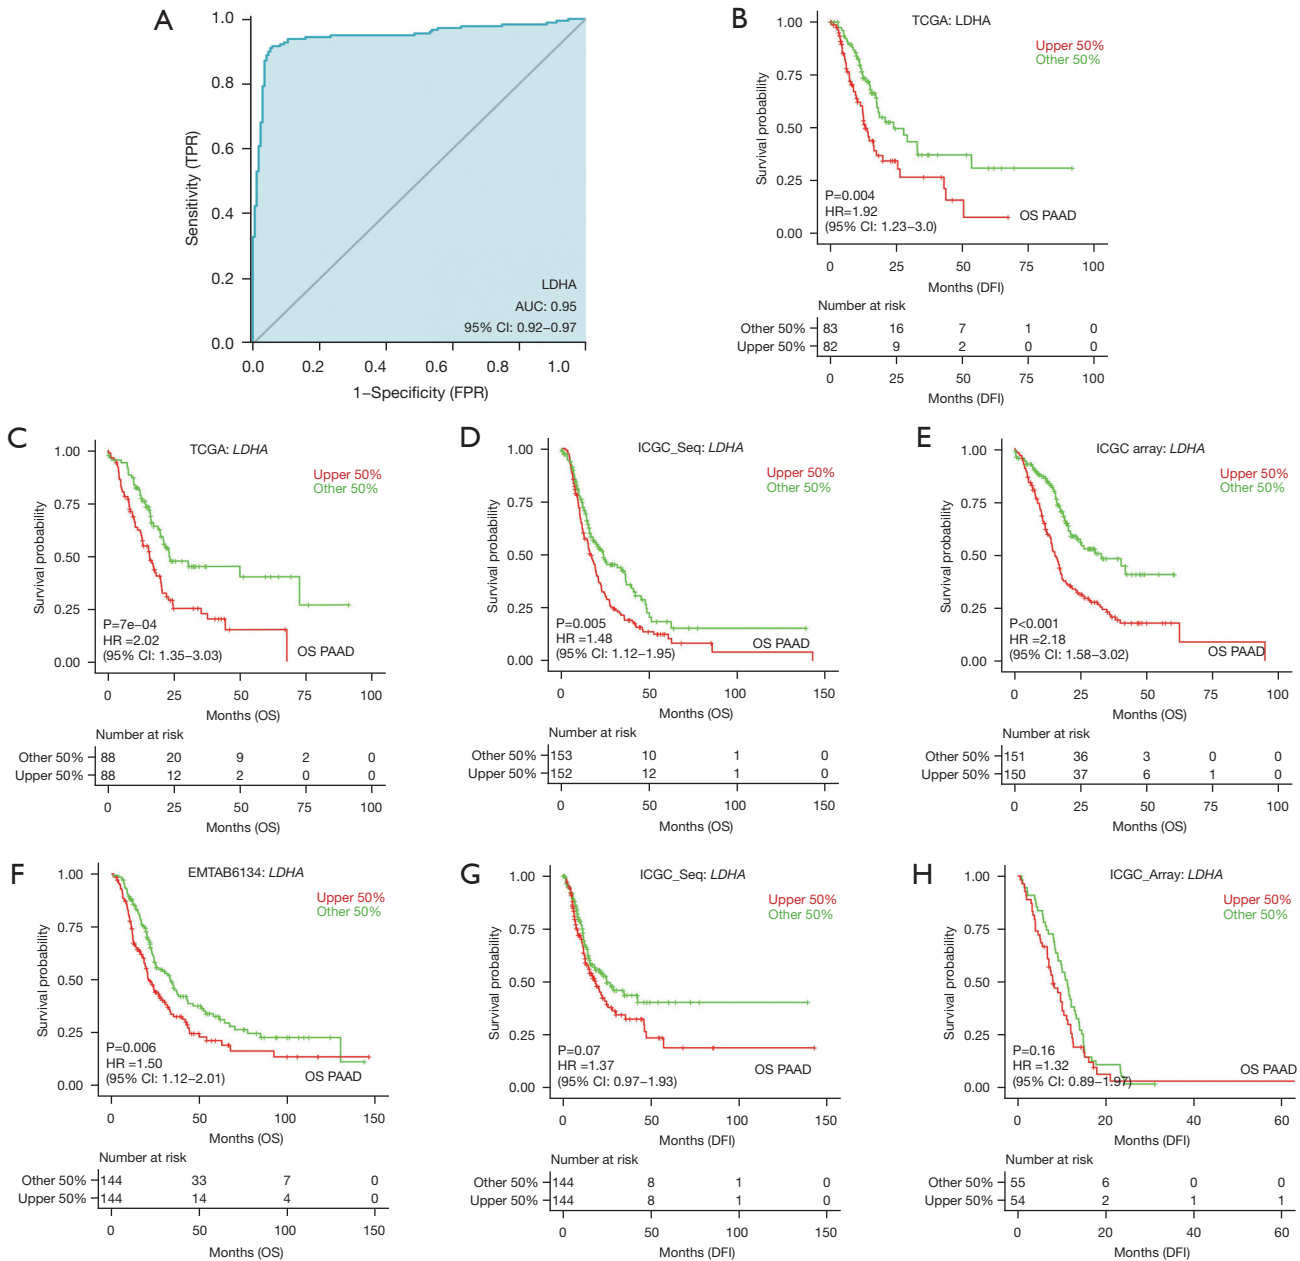 A
1.0
0.8
0.6
0.4
0.2
0.0
Sensitivity (TPR)
LDHA
AUC: 0.95
95% CI: 0.92–0.97
0.0 0.2 0.4 0.6 0.8 1.0
1–Specificity (FPR)
B
TCGA: LDHA
Upper 50%
Other 50%
1.00
0.75
0.50
0.25
0.00
Survival probability
P=0.004
HR=1.92
(95% CI: 1.23–3.0)
OS PAAD
0 25 50 75 100
Months (DFI)
Number at risk
Other 50% 83 16 7 1 0
Upper 50% 82 9 2 0 0
0 25 50 75 100
Months (DFI)
C
TCGA: LDHA
Upper 50%
Other 50%
1.00
0.75
0.50
0.25
0.00
Survival probability
P=7e–04
HR =2.02
(95% CI: 1.35–3.03)
OS PAAD
0 25 50 75 100
Months (OS)
Number at risk
Other 50% 88 20 9 2 0
Upper 50% 88 12 2 0 0
0 25 50 75 100
Months (OS)
D
ICGC_Seq: LDHA
Upper 50%
Other 50%
1.00
0.75
0.50
0.25
0.00
Survival probability
P=0.005
HR =1.48
(95% CI: 1.12–1.95)
OS PAAD
0 50 100 150
Months (OS)
Number at risk
Other 50% 153 10 1 0
Upper 50% 152 12 1 0
0 50 100 150
Months (OS)
E
ICGC array: LDHA
Upper 50%
Other 50%
1.00
0.75
0.50
0.25
0.00
Survival probability
P<0.001
HR =2.18
(95% CI: 1.58–3.02)
OS PAAD
0 25 50 75 100
Months (OS)
Number at risk
Other 50% 151 36 3 0 0
Upper 50% 150 37 6 1 0
0 25 50 75 100
Months (OS)
F
EMTAB6134: LDHA
Upper 50%
Other 50%
1.00
0.75
0.50
0.25
0.00
Survival probability
P=0.006
HR =1.50
(95% CI: 1.12–2.01)
OS PAAD
0 50 100 150
Months (OS)
Number at risk
Other 50% 144 33 7 0
Upper 50% 144 14 4 0
0 50 100 150
Months (OS)
G
ICGC_Seq: LDHA
Upper 50%
Other 50%
1.00
0.75
0.50
0.25
0.00
Survival probability
P=0.07
HR =1.37
(95% CI: 0.97–1.93)
OS PAAD
0 50 100 150
Months (DFI)
Number at risk
Other 50% 144 8 1 0
Upper 50% 144 8 1 0
0 50 100 150
Months (DFI)
H
ICGC_Array: LDHA
Upper 50%
Other 50%
1.00
0.75
0.50
0.25
0.00
Survival probability
P=0.16
HR =1.32
(95% CI: 0.89–1.97)
OS PAAD
0 20 40 60
Months (DFI)
Number at risk
Other 50% 55 6 0 0
Upper 50% 54 2 1 1
0 20 40 60
Months (DFI)